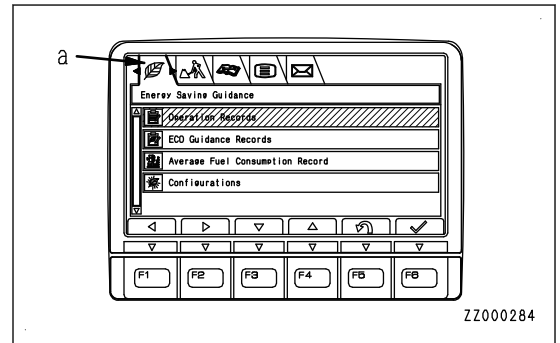 a
Energy Saving Guidance
Operation Records
ECO Guidance Records
Average Fuel Consumption Record
Configurations
F1 F2 F3 F4 F5 F6
ZZ000284